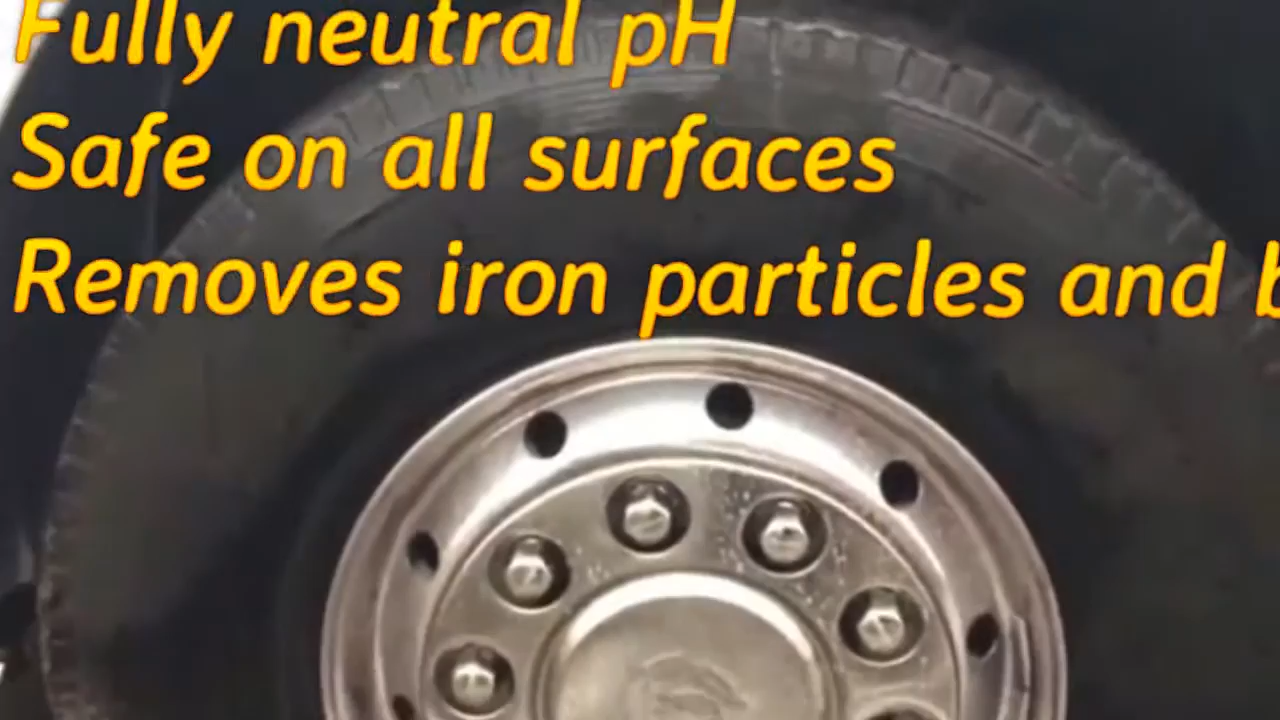 Fully neutral pH
Safe on all surfaces
Removes iron particles and